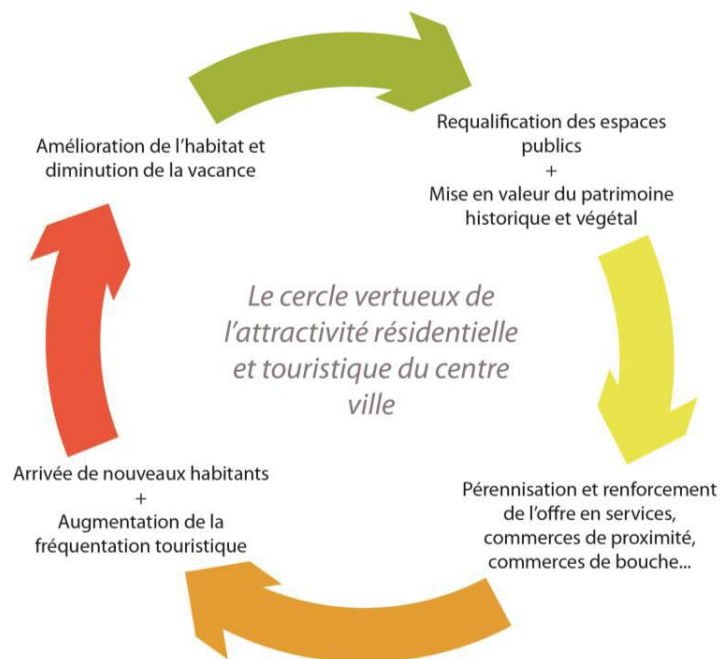 Amélioration de l'habitat et
diminution de la vacance
Requalification des espaces
publics
+
Mise en valeur du patrimoine
historique et végétal
Le cercle vertueux de
l'attractivité résidentielle
et touristique du centre
ville
Arrivée de nouveaux habitants
+
Augmentation de la
fréquentation touristique
Pérennisation et renforcement
de l'offre en services,
commerces de proximité,
commerces de bouche...